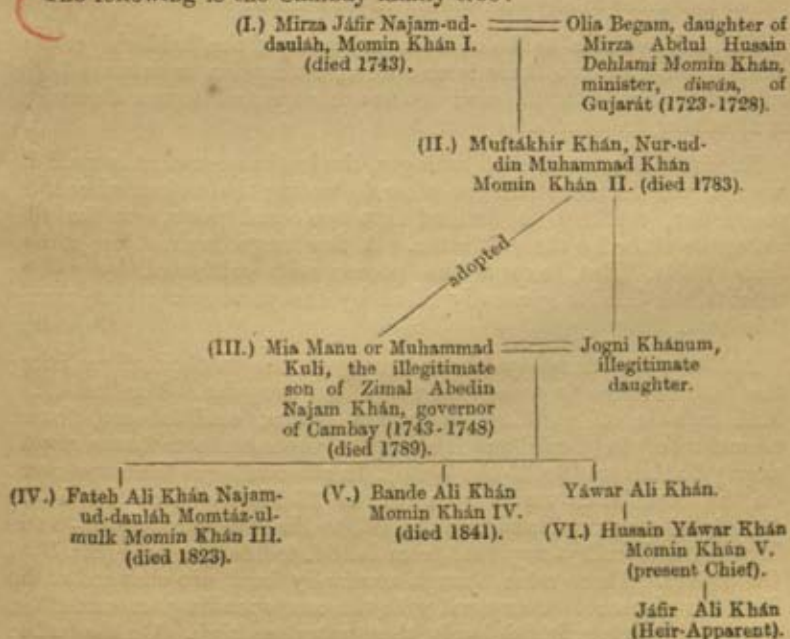 (I.) Mirza Jáfir Najam-ud-
dauláh, Momin Khán I.
(died 1743).
Olia Begam, daughter of
Mirza Abdul Husain
Dehlami Momin Khán,
minister, diwán, of
Gujarát (1723-1728).
(II.) Muftákhir Khán, Nur-ud-
din Muhammad Khán
Momin Khán II. (died 1783).
adopted
(III.) Mia Manu or Muhammad
Kuli, the illegitimate
son of Zimal Abedin
Najam Khán, governor
of Cambay (1743-1748)
(died 1789).
Jogni Khánum,
illegitimate
daughter.
(IV.) Fateh Ali Khán Najam-
ud-dauláh Momtáz-ul-
mulk Momin Khán III.
(died 1823).
(V.) Bande Ali Khán
Momin Khán IV.
(died 1841).
Yáwar Ali Khán.
(VI.) Husain Yáwar Khán
Momin Khán V.
(present Chief).
Jáfir Ali Khán
(Heir-Apparent).